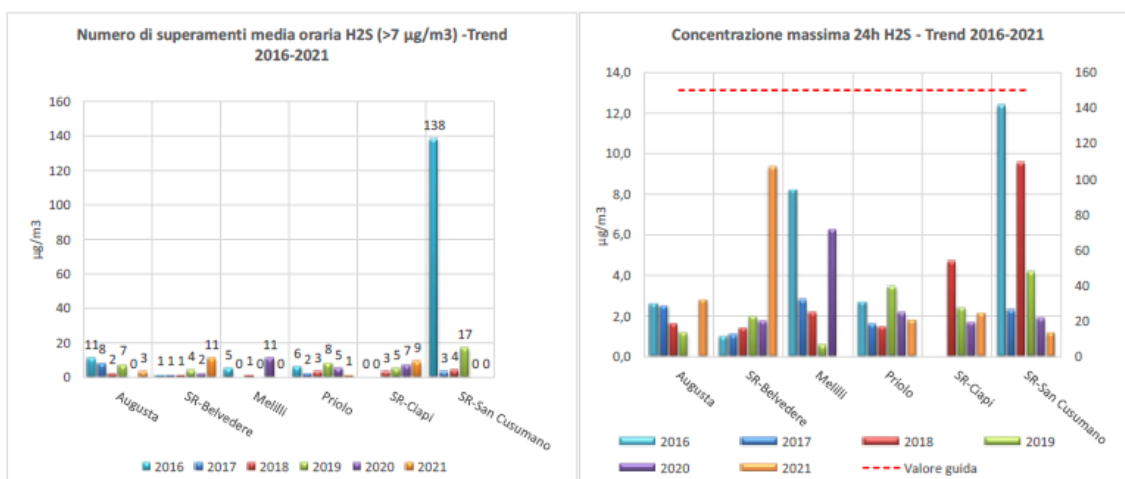 Numero di superamenti media oraria H2S (>7 µg/m3) -Trend
2016-2021
160
140
120
100
80
60
40
20
0
µg/m3
11 8 2 7 0 3
1 1 1 4 2 11
5 0 1 0 11 0
6 2 3 8 5 1
0 0 3 5 7 9
138 3 4 17 0 0
Augusta
SR-Belvedere
Melilli
Priolo
SR-Ciapi
SR-San Cusumano
2016 2017 2018 2019 2020 2021
Concentrazione massima 24h H2S - Trend 2016-2021
14,0
12,0
10,0
8,0
6,0
4,0
2,0
0,0
µg/m3
160
140
120
100
80
60
40
20
0
Augusta
SR-Belvedere
Melilli
Priolo
SR-Ciapi
SR-San Cusumano
2016 2017 2018 2019
2020 2021 Valore guida